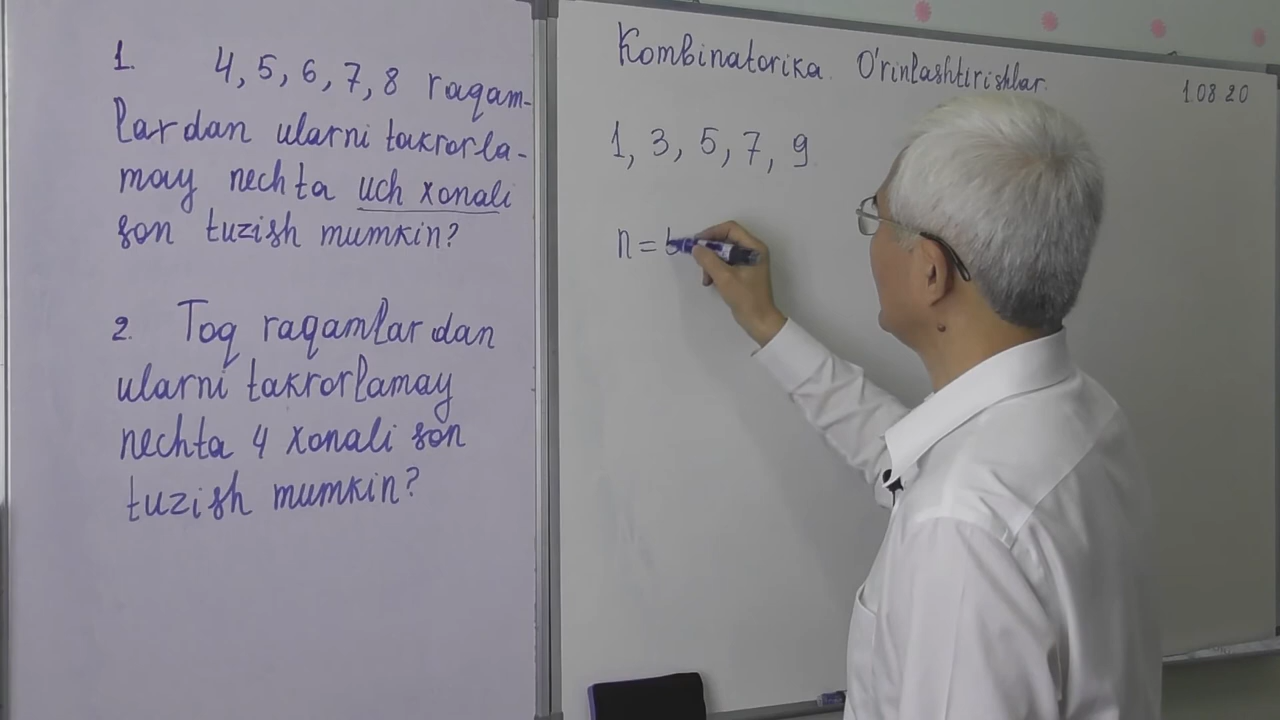 1. 4, 5, 6, 7, 8 raqam-
lardan ularni takrorla-
may nechta uch xonali
son tuzish mumkin?
2. Toq raqamlardan
ularni takrorlamay
nechta 4 xonali son
tuzish mumkin?
Kombinatorika. O'rinlashtirishlar.
1.08 20
1, 3, 5, 7, 9
n =